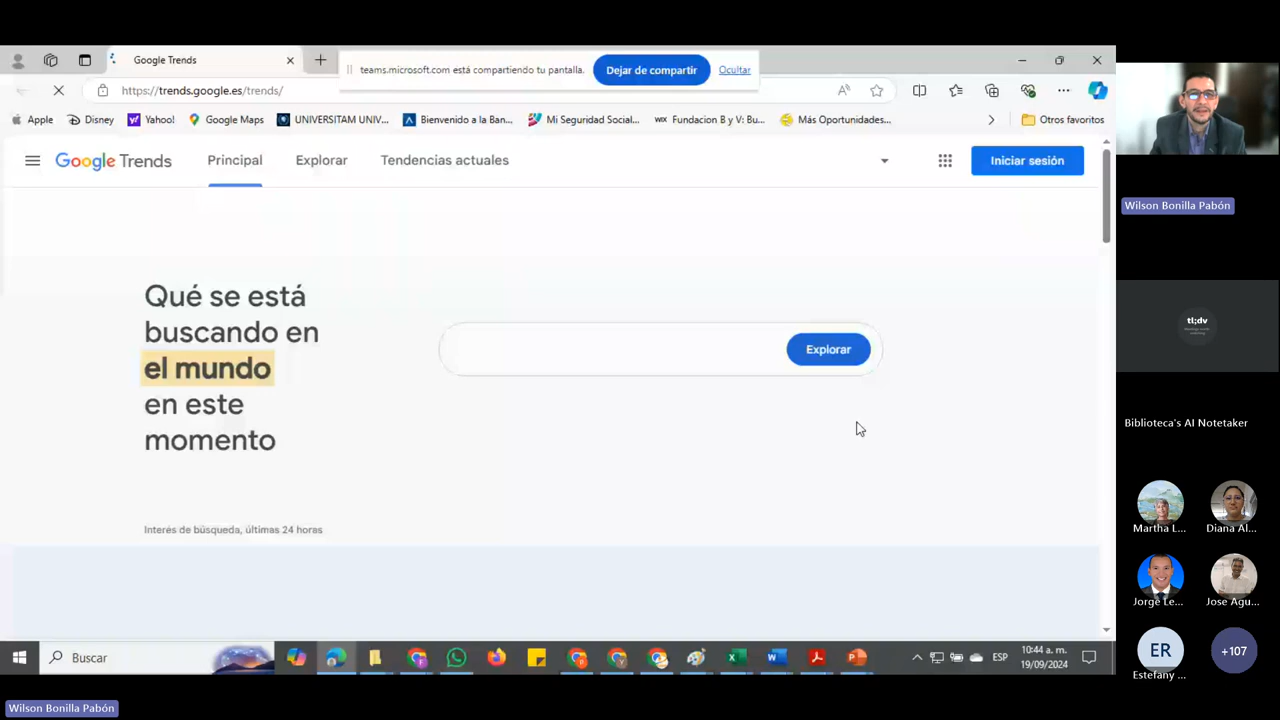 Google Trends
teams.microsoft.com está compartiendo tu pantalla.
Dejar de compartir
Ocultar
https://trends.google.es/trends/
Apple
Disney
Yahoo!
Google Maps
UNIVERSITAM UNIV...
Bienvenido a la Ban...
Mi Seguridad Social...
WIX Fundacion B y V: Bu...
Más Oportunidades...
Otros favoritos
Google Trends
Principal
Explorar
Tendencias actuales
Iniciar sesión
Qué se está
buscando en
el mundo
en este
momento
Explorar
Interés de búsqueda, últimas 24 horas
Buscar
ESP
10:44 a. m.
19/09/2024
Wilson Bonilla Pabón
tl;dv
Biblioteca's AI Notetaker
Martha L...
Diana Al...
Jorge Le...
Jose Agu...
ER
Estefany ...
+107
Wilson Bonilla Pabón